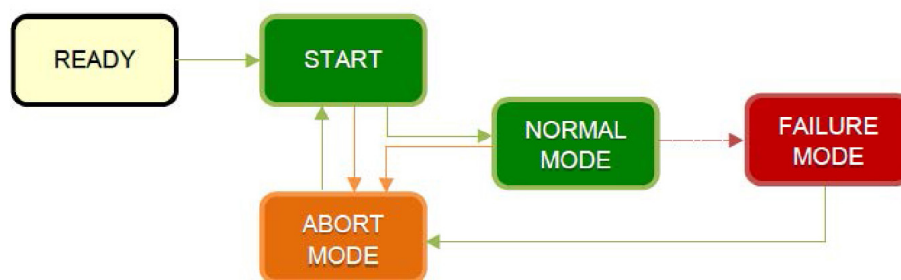 READY
START
NORMAL
MODE
FAILURE
MODE
ABORT
MODE